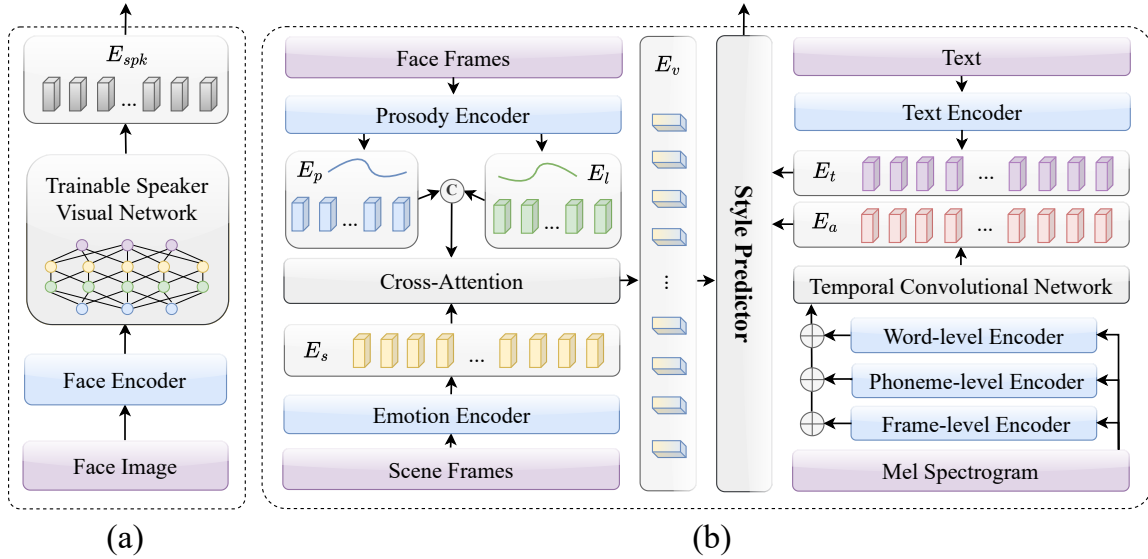 E_spk
...
Trainable Speaker
Visual Network
Face Encoder
Face Image
(a)
Face Frames
Prosody Encoder
E_p
...
C
E_l
...
Cross-Attention
E_s
...
Emotion Encoder
Scene Frames
E_v
...
Style Predictor
Text
Text Encoder
E_t
...
E_a
...
Temporal Convolutional Network
Word-level Encoder
Phoneme-level Encoder
Frame-level Encoder
Mel Spectrogram
(b)